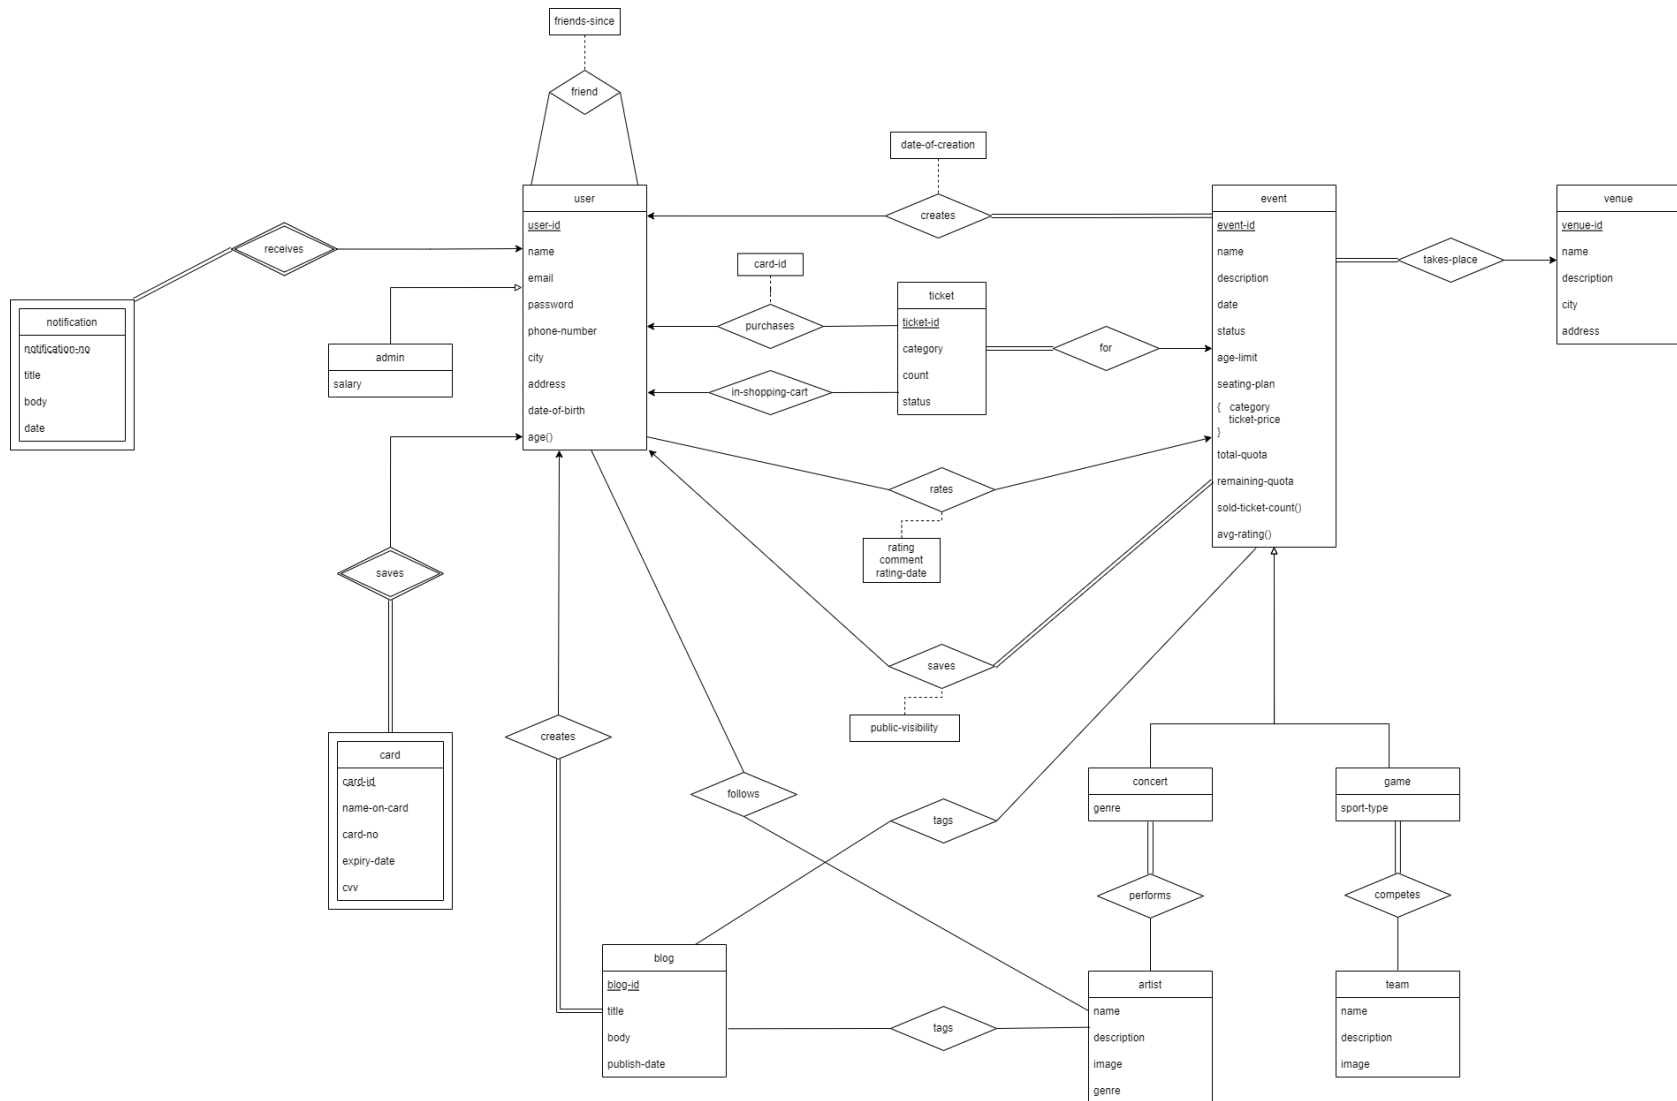 friends-since
friend
date-of-creation
user
user-id
name
email
password
phone-number
city
address
date-of-birth
age()
creates
event
event-id
name
description
date
status
age-limit
seating-plan
{ category
ticket-price
}
total-quota
remaining-quota
sold-ticket-count()
avg-rating()
venue
venue-id
name
description
city
address
takes-place
receives
notification
notification-no
title
body
date
admin
salary
card-id
purchases
ticket
ticket-id
category
count
status
for
in-shopping-cart
rates
rating
comment
rating-date
saves
public-visibility
saves
card
card-id
name-on-card
card-no
expiry-date
cvv
creates
follows
tags
concert
genre
game
sport-type
performs
competes
blog
blog-id
title
body
publish-date
tags
artist
name
description
image
genre
team
name
description
image